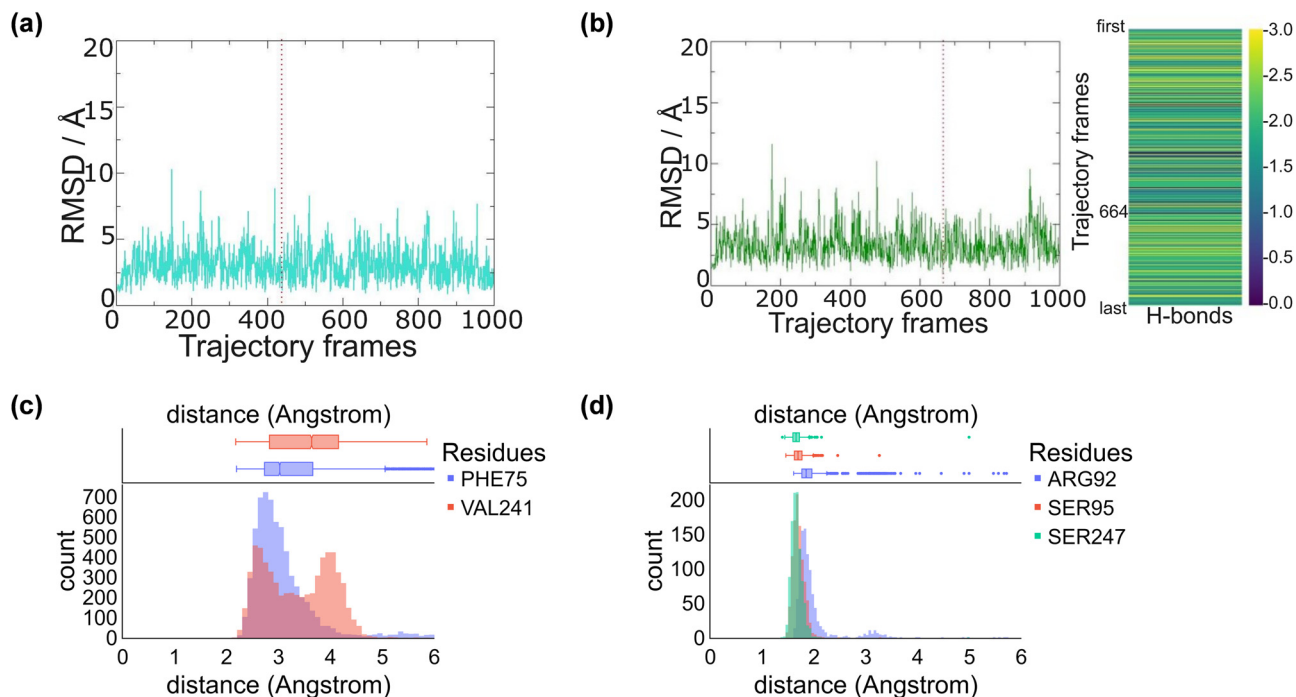 (a)
20
15
10
5
0
RMSD / Å
0 200 400 600 800 1000
Trajectory frames
(b)
20
15
10
5
0
RMSD / Å
0 200 400 600 800 1000
Trajectory frames
first
664
last
Trajectory frames
H-bonds
3.0
2.5
2.0
1.5
1.0
0.5
0.0
(c)
distance (Angstrom)
Residues
PHE75
VAL241
700
600
500
400
300
200
100
0
count
0 1 2 3 4 5 6
distance (Angstrom)
(d)
distance (Angstrom)
Residues
ARG92
SER95
SER247
200
150
100
50
0
count
0 1 2 3 4 5 6
distance (Angstrom)